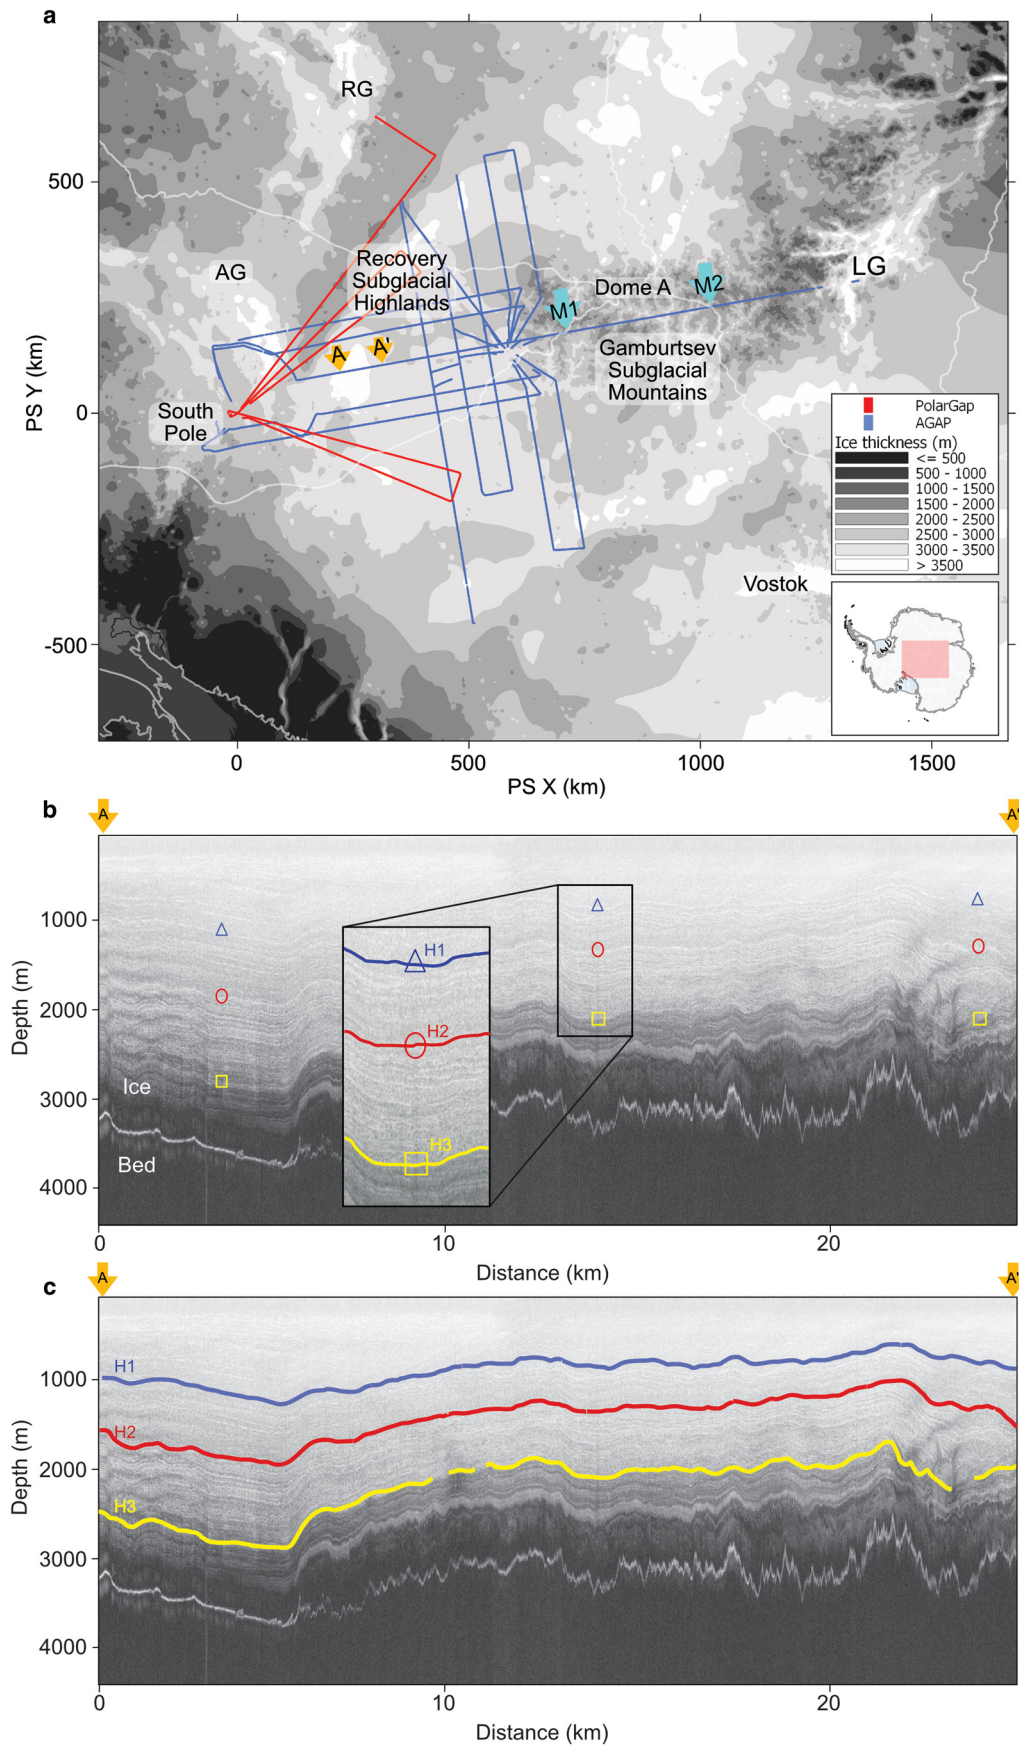 a
RG
500
AG
Recovery
Subglacial
Highlands
Dome A
M1
M2
LG
A
A'
Gamburtsev
Subglacial
Mountains
PS Y (km)
0
South
Pole
PolarGap
AGAP
Ice thickness (m)
<= 500
500 - 1000
1000 - 1500
1500 - 2000
2000 - 2500
2500 - 3000
3000 - 3500
> 3500
Vostok
-500
0
500
1000
1500
PS X (km)
b
A
A'
1000
H1
2000
H2
Depth (m)
Ice
3000
H3
Bed
4000
0
10
20
Distance (km)
c
A
A'
H1
1000
H2
2000
Depth (m)
H3
3000
4000
0
10
20
Distance (km)